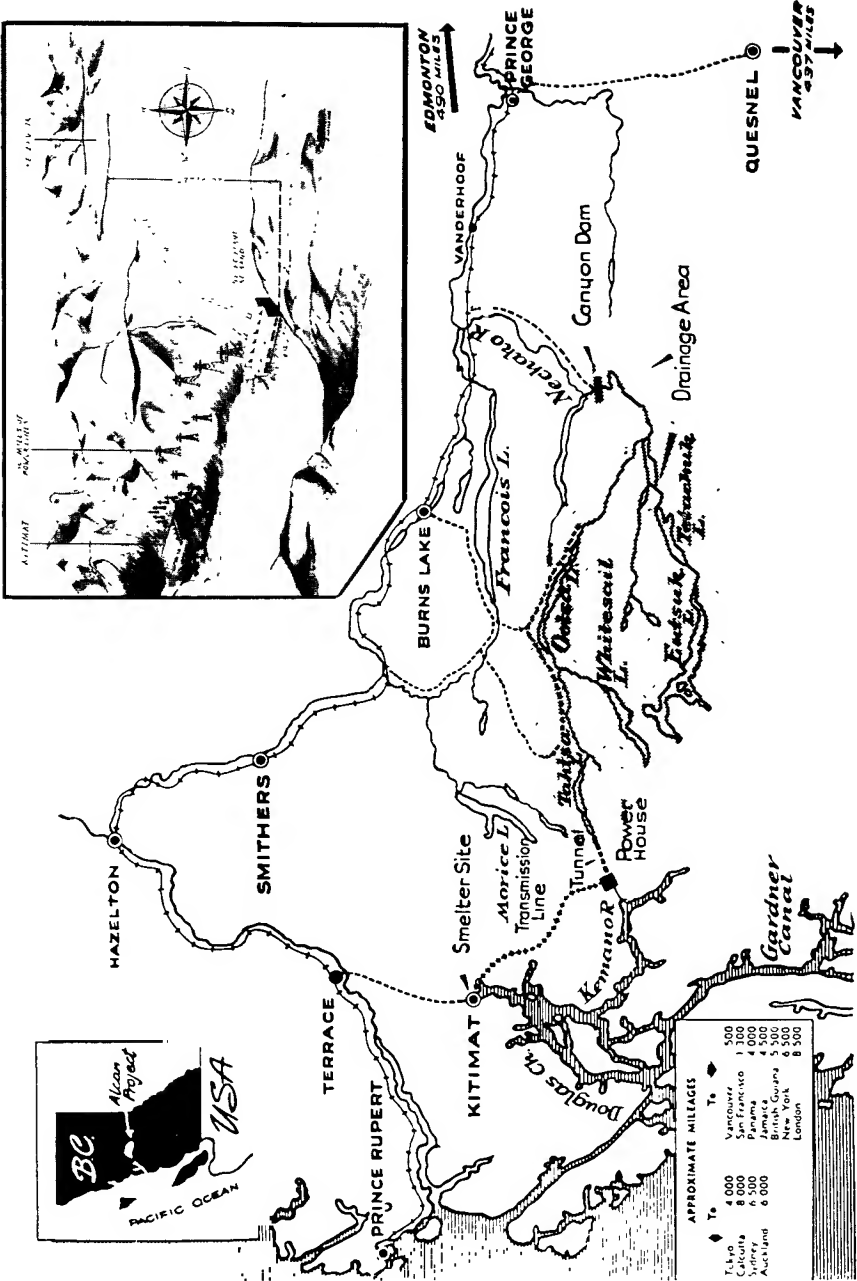 B.C.
Alcan
Project
USA
PACIFIC OCEAN
KITIMAT
POWERLINES
HAZELTON
SMITHERS
TERRACE
PRINCE RUPERT
KITIMAT
Smelter Site
Morice L.
Transmission
Line
Tunnel
Power
House
Kemano R
Douglas Ch.
Gardner
Canal
BURNS LAKE
Francois L.
Ootsa L.
Tahtsa L.
Whitesail
L.
Eutsuk
L.
Tetachuk
L.
Nechako R
VANDERHOOF
Canyon Dam
Drainage Area
EDMONTON
490 MILES
PRINCE
GEORGE
QUESNEL
VANCOUVER
437 MILES
APPROXIMATE MILEAGES
To
Tokyo 4 000
Calcutta 8 000
Sydney 6 500
Auckland 6 000
To
Vancouver 500
San Francisco 1 300
Panama 4 000
Jamaica 4 500
British Guiana 5 500
New York 6 500
London 8 500